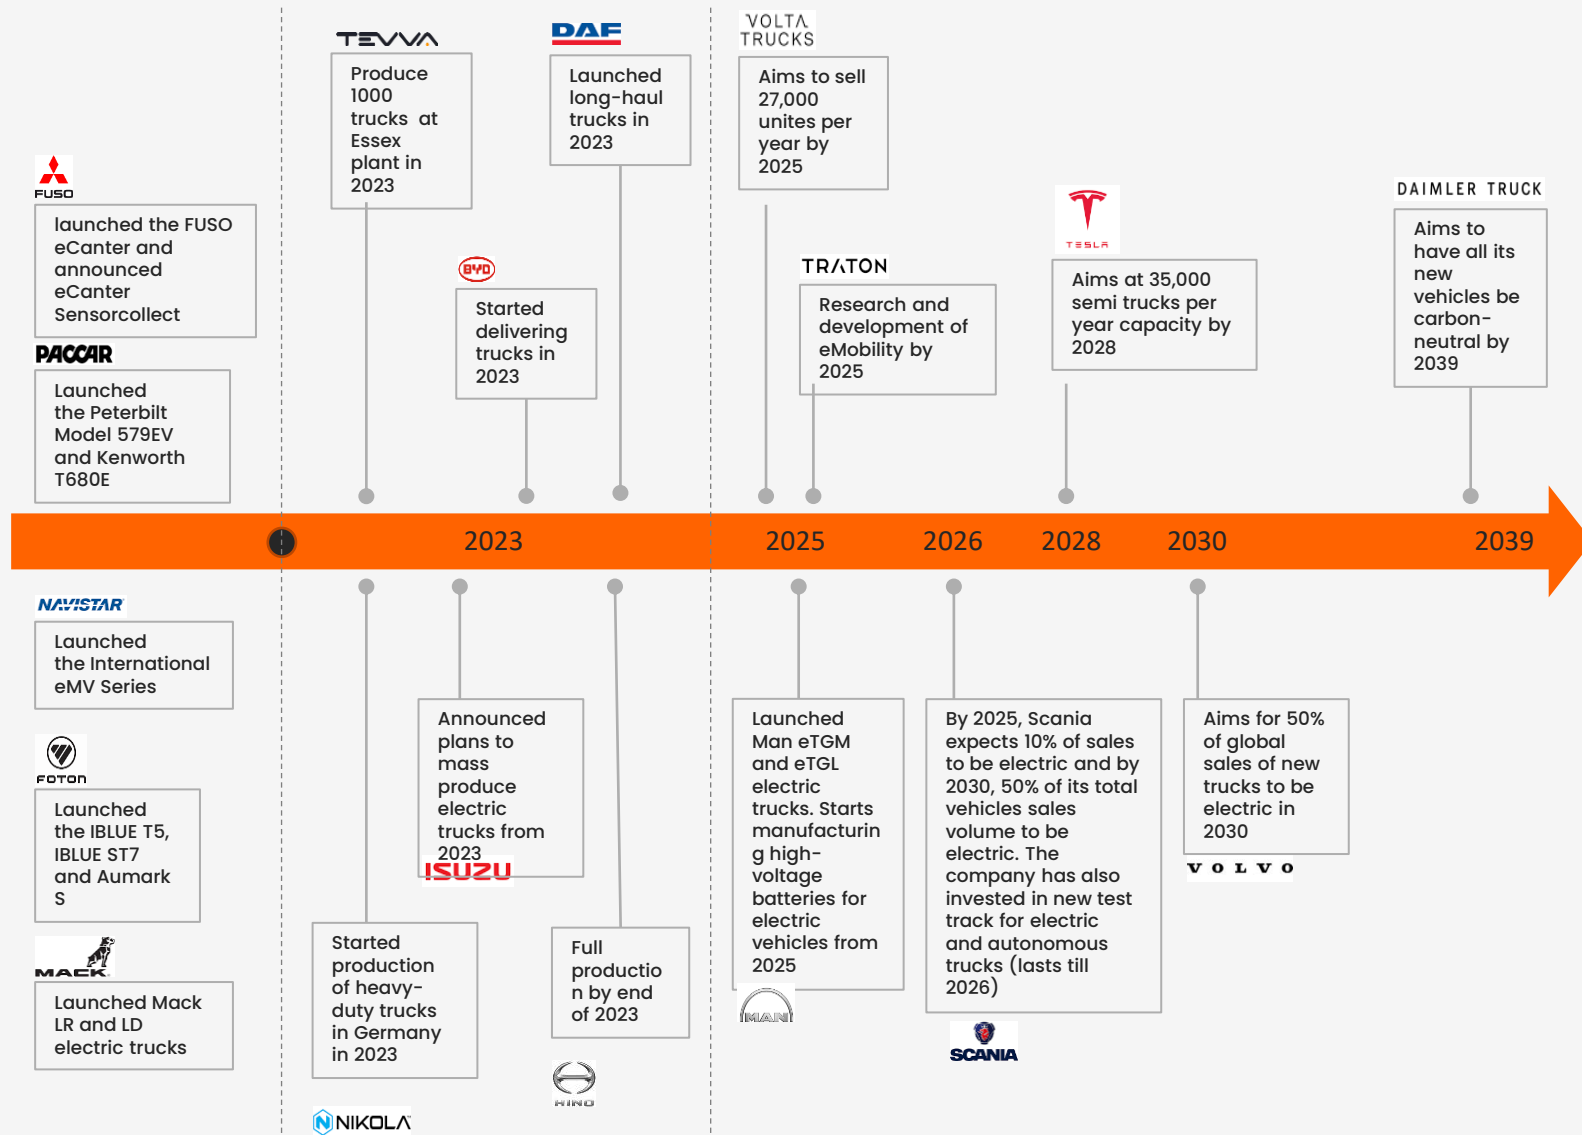 TEVVA
Produce
1000
trucks at
Essex
plant in
2023
DAF
Launched
long-haul
trucks in
2023
VOLTA
TRUCKS
Aims to sell
27,000
unites per
year by
2025
FUSO
launched the FUSO
eCanter and
announced
eCanter
Sensorcollect
BYD
Started
delivering
trucks in
2023
TRATON
Research and
development of
eMobility by
2025
TESLA
Aims at 35,000
semi trucks per
year capacity by
2028
DAIMLER TRUCK
Aims to
have all its
new
vehicles be
carbon-
neutral by
2039
PACCAR
Launched
the Peterbilt
Model 579EV
and Kenworth
T680E
2023
2025
2026
2028
2030
2039
NAVISTAR
Launched
the International
eMV Series
FOTON
Launched
the IBLUE T5,
IBLUE ST7
and Aumark
S
MACK
Launched Mack
LR and LD
electric trucks
Announced
plans to
mass
produce
electric
trucks from
2023
ISUZU
Started
production
of heavy-
duty trucks
in Germany
in 2023
NIKOLA
Full
productio
n by end
of 2023
HINO
Launched
Man eTGM
and eTGL
electric
trucks. Starts
manufacturin
g high-
voltage
batteries for
electric
vehicles from
2025
MAN
By 2025, Scania
expects 10% of sales
to be electric and by
2030, 50% of its total
vehicles sales
volume to be
electric. The
company has also
invested in new test
track for electric
and autonomous
trucks (lasts till
2026)
SCANIA
Aims for 50%
of global
sales of new
trucks to be
electric in
2030
VOLVO